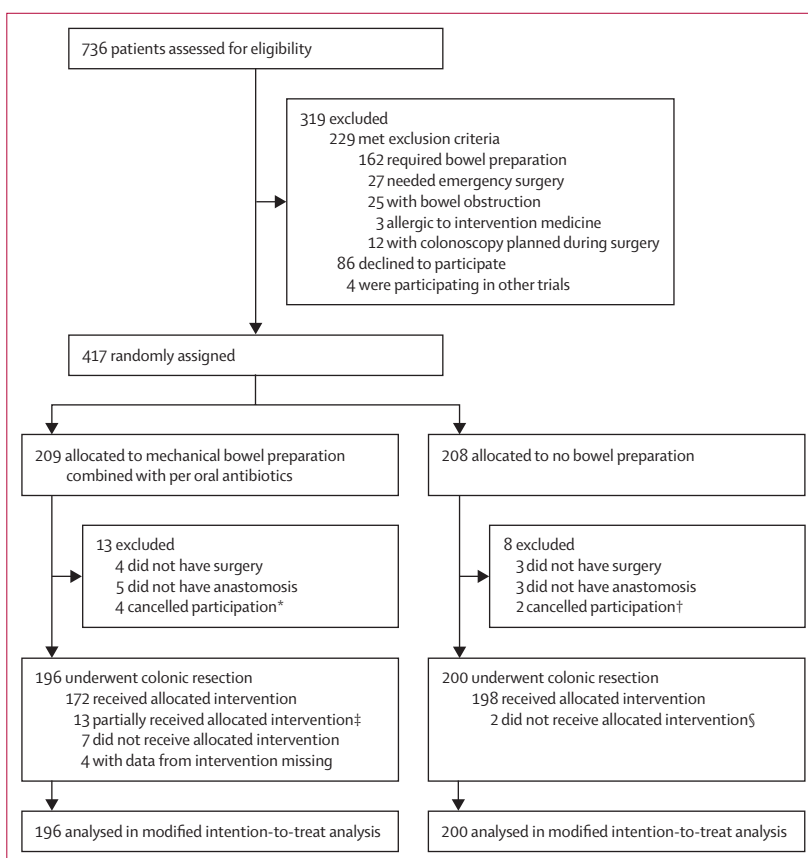 736 patients assessed for eligibility
319 excluded
229 met exclusion criteria
162 required bowel preparation
27 needed emergency surgery
25 with bowel obstruction
3 allergic to intervention medicine
12 with colonoscopy planned during surgery
86 declined to participate
4 were participating in other trials
417 randomly assigned
209 allocated to mechanical bowel preparation
combined with per oral antibiotics
208 allocated to no bowel preparation
13 excluded
4 did not have surgery
5 did not have anastomosis
4 cancelled participation*
8 excluded
3 did not have surgery
3 did not have anastomosis
2 cancelled participation†
196 underwent colonic resection
172 received allocated intervention
13 partially received allocated intervention‡
7 did not receive allocated intervention
4 with data from intervention missing
200 underwent colonic resection
198 received allocated intervention
2 did not receive allocated intervention§
196 analysed in modified intention-to-treat analysis
200 analysed in modified intention-to-treat analysis